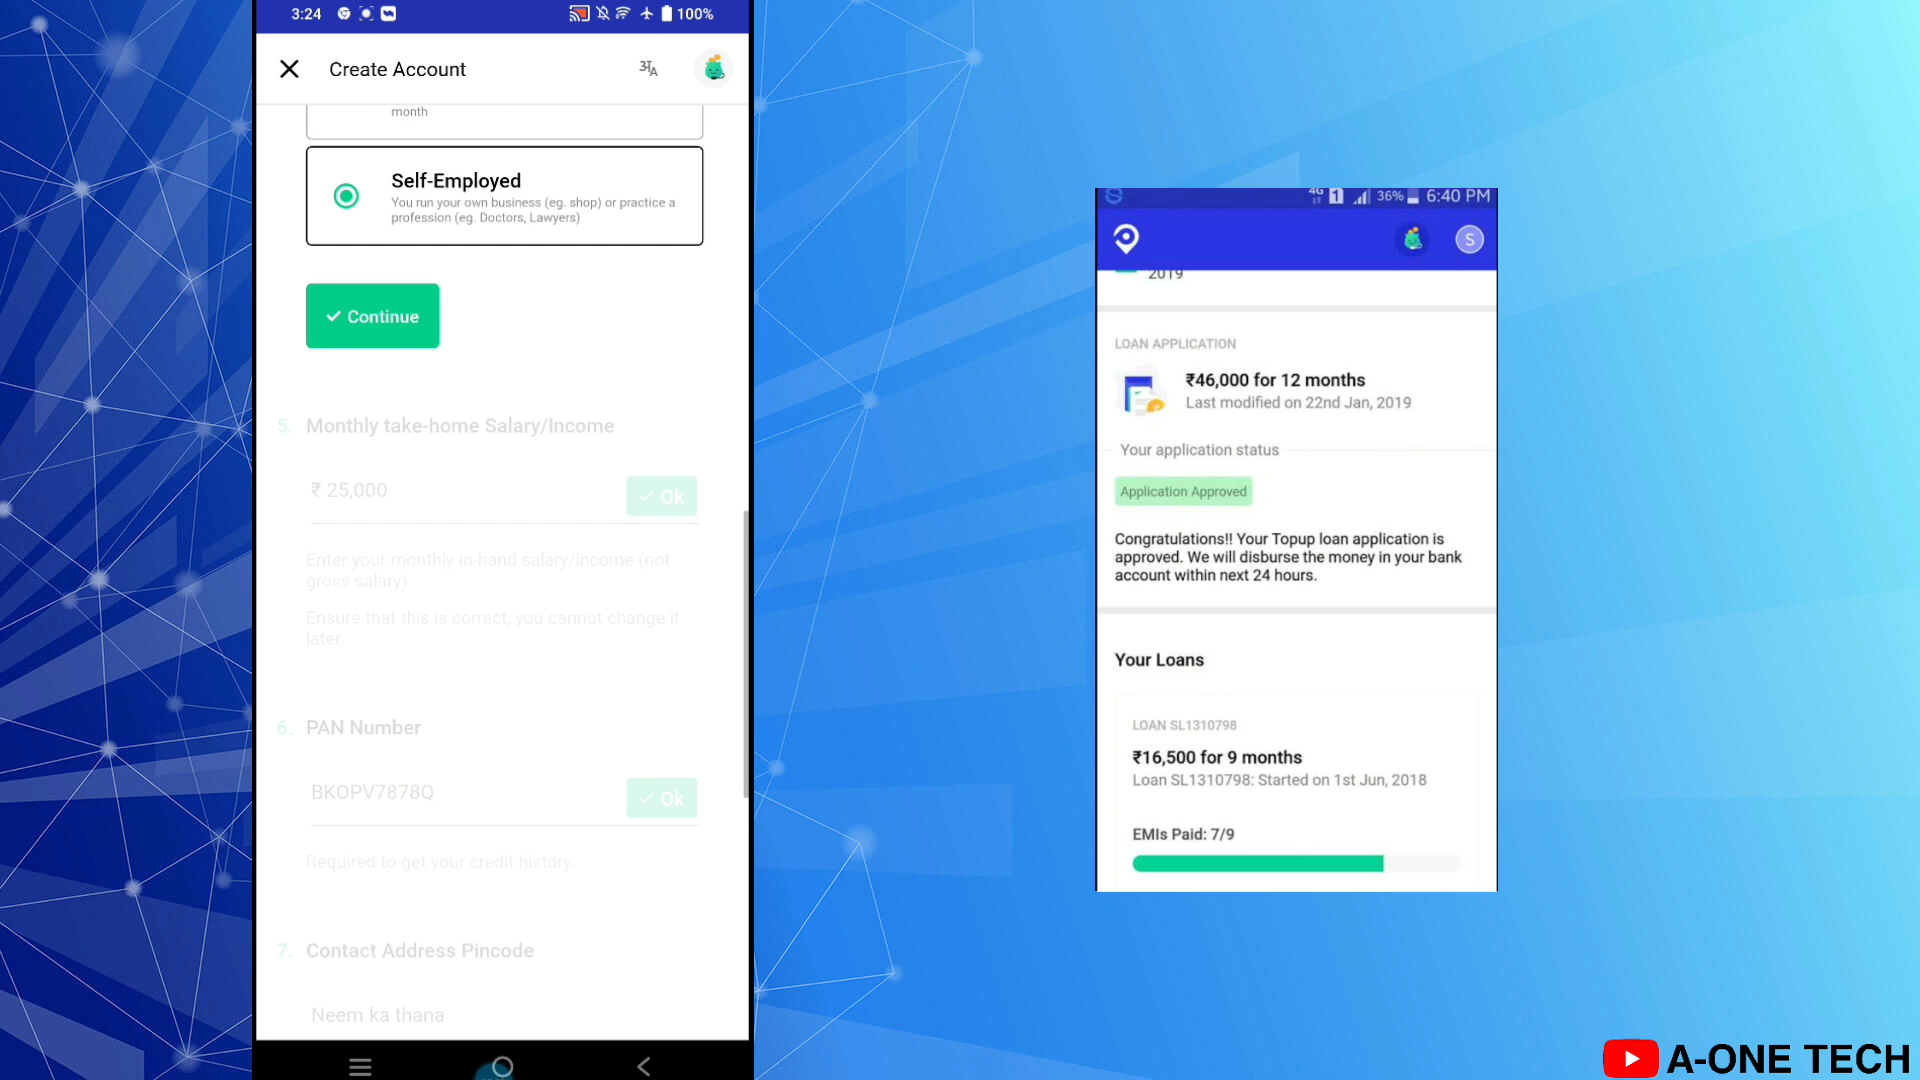 3:24
100%
Create Account
अA
month
Self-Employed
You run your own business (eg. shop) or practice a
profession (eg. Doctors, Lawyers)
Continue
5. Monthly take-home Salary/Income
₹ 25,000
Ok
Enter your monthly in-hand salary/income (not
gross salary)
Ensure that this is correct, you cannot change it
later.
6. PAN Number
BKOPV7878Q
Ok
Required to get your credit history.
7. Contact Address Pincode
Neem ka thana
4G 1 36% 6:40 PM
S
2019
LOAN APPLICATION
₹46,000 for 12 months
Last modified on 22nd Jan, 2019
Your application status
Application Approved
Congratulations!! Your Topup loan application is
approved. We will disburse the money in your bank
account within next 24 hours.
Your Loans
LOAN SL1310798
₹16,500 for 9 months
Loan SL1310798: Started on 1st Jun, 2018
EMIs Paid: 7/9
A-ONE TECH